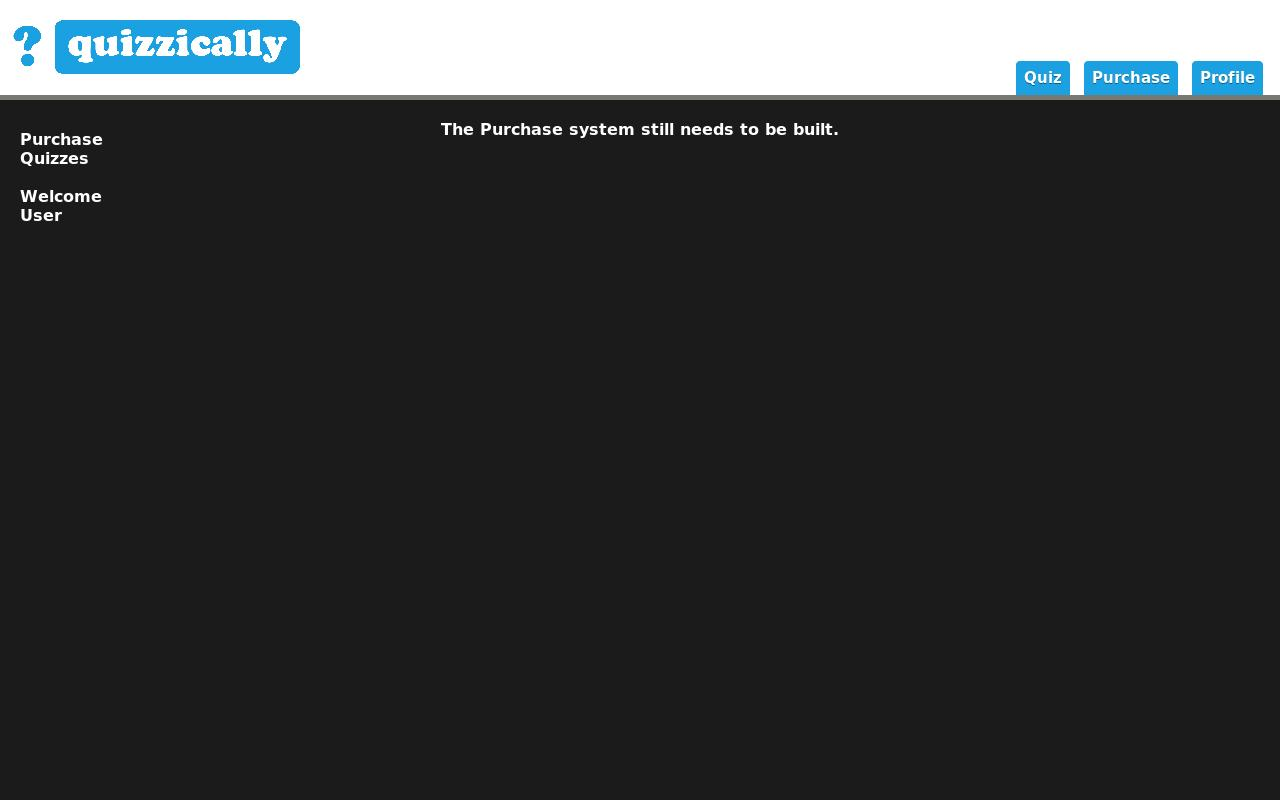 ? quizzically
Quiz Purchase Profile
Purchase
Quizzes
Welcome
User
The Purchase system still needs to be built.